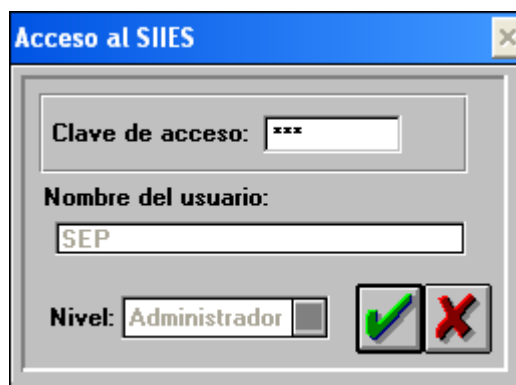 Acceso al SIIES
Clave de acceso: ***
Nombre del usuario:
SEP
Nivel: Administrador